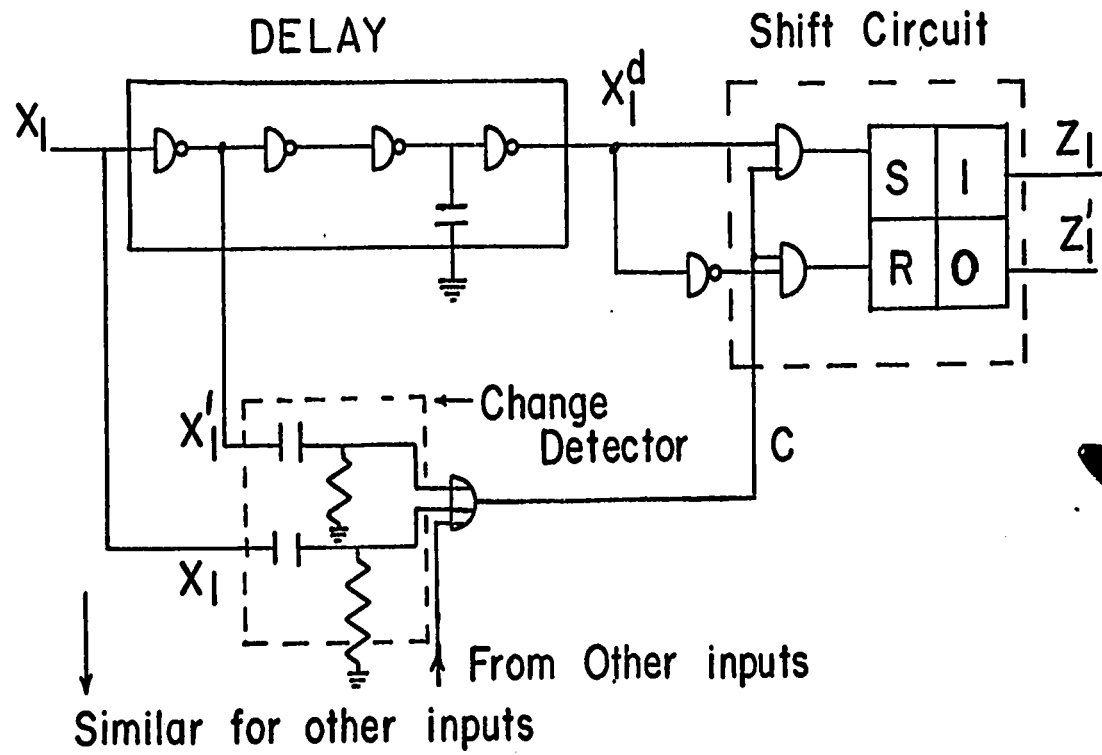 DELAY
Shift Circuit
X₁
X₁ᵈ
S 1
R 0
Z₁
Z₁'
X₁'
Change
Detector
C
X₁
From Other inputs
Similar for other inputs